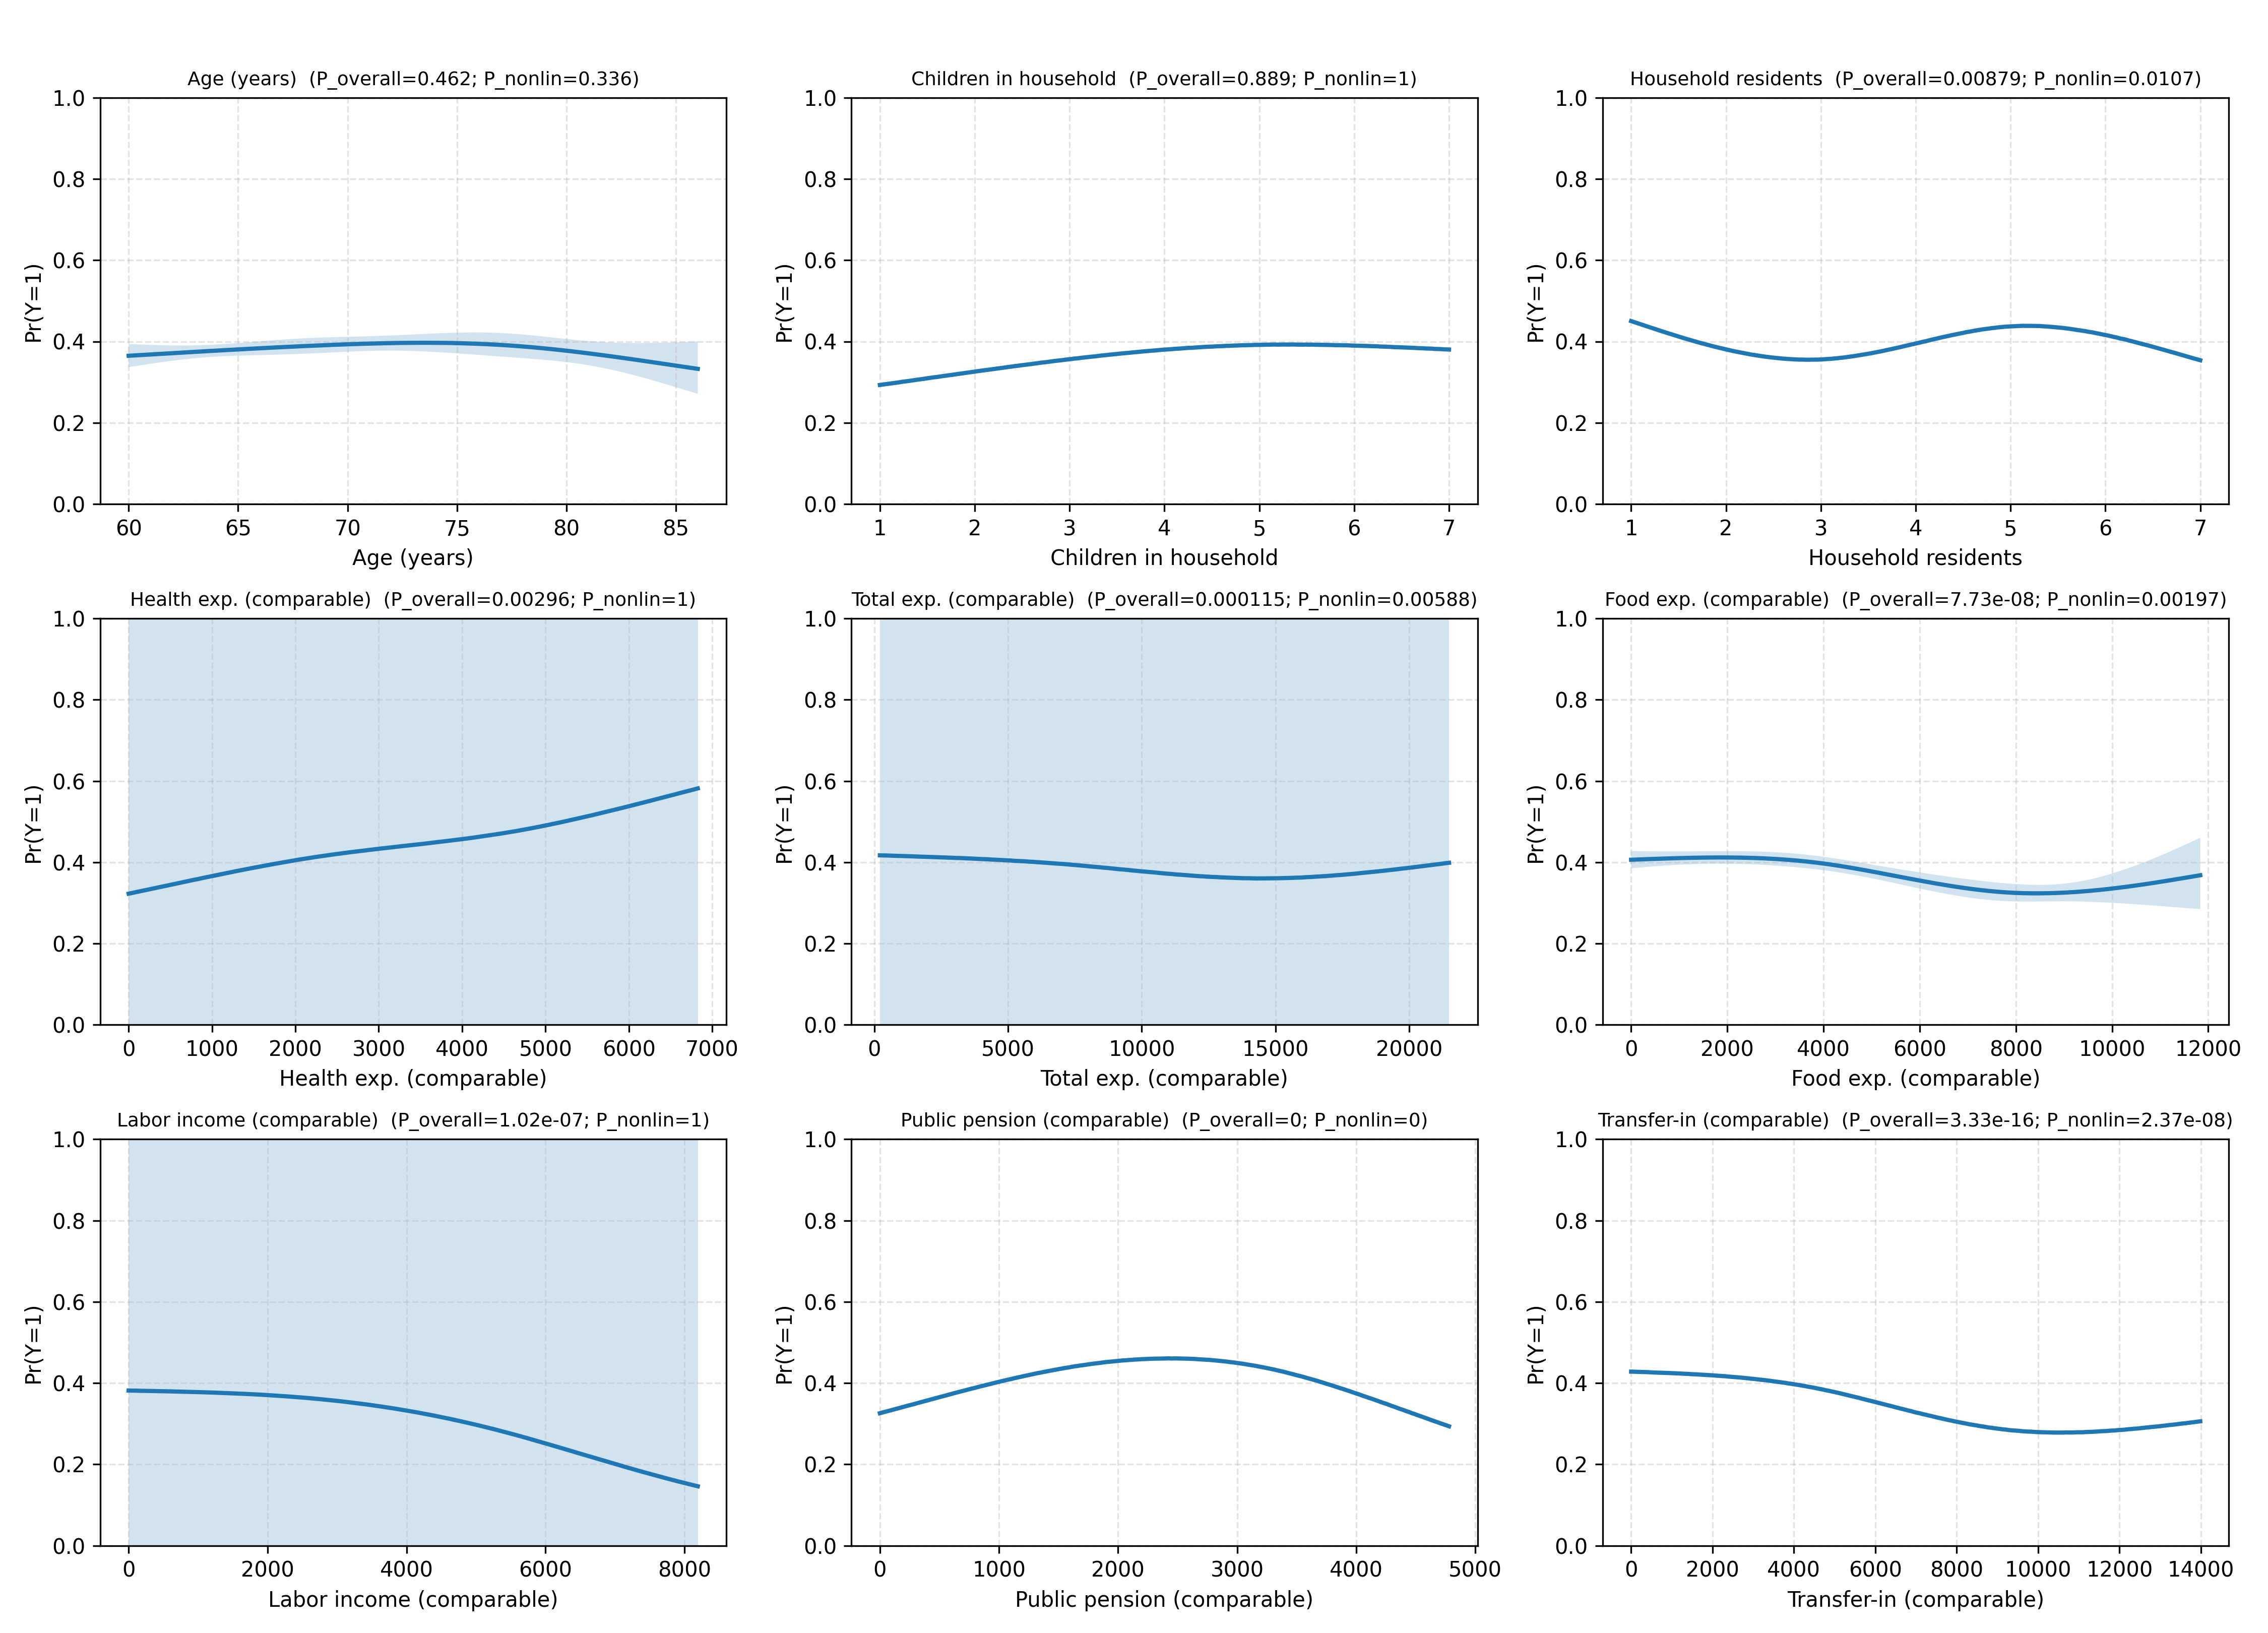 Age (years)  (P_overall=0.462; P_nonlin=0.336)
1.0
0.8
0.6
0.4
0.2
0.0
Pr(Y=1)
60 65 70 75 80 85
Age (years)
Children in household  (P_overall=0.889; P_nonlin=1)
1.0
0.8
0.6
0.4
0.2
0.0
Pr(Y=1)
1 2 3 4 5 6 7
Children in household
Household residents  (P_overall=0.00879; P_nonlin=0.0107)
1.0
0.8
0.6
0.4
0.2
0.0
Pr(Y=1)
1 2 3 4 5 6 7
Household residents
Health exp. (comparable)  (P_overall=0.00296; P_nonlin=1)
1.0
0.8
0.6
0.4
0.2
0.0
Pr(Y=1)
0 1000 2000 3000 4000 5000 6000 7000
Health exp. (comparable)
Total exp. (comparable)  (P_overall=0.000115; P_nonlin=0.00588)
1.0
0.8
0.6
0.4
0.2
0.0
Pr(Y=1)
0 5000 10000 15000 20000
Total exp. (comparable)
Food exp. (comparable)  (P_overall=7.73e-08; P_nonlin=0.00197)
1.0
0.8
0.6
0.4
0.2
0.0
Pr(Y=1)
0 2000 4000 6000 8000 10000 12000
Food exp. (comparable)
Labor income (comparable)  (P_overall=1.02e-07; P_nonlin=1)
1.0
0.8
0.6
0.4
0.2
0.0
Pr(Y=1)
0 2000 4000 6000 8000
Labor income (comparable)
Public pension (comparable)  (P_overall=0; P_nonlin=0)
1.0
0.8
0.6
0.4
0.2
0.0
Pr(Y=1)
0 1000 2000 3000 4000 5000
Public pension (comparable)
Transfer-in (comparable)  (P_overall=3.33e-16; P_nonlin=2.37e-08)
1.0
0.8
0.6
0.4
0.2
0.0
Pr(Y=1)
0 2000 4000 6000 8000 10000 12000 14000
Transfer-in (comparable)